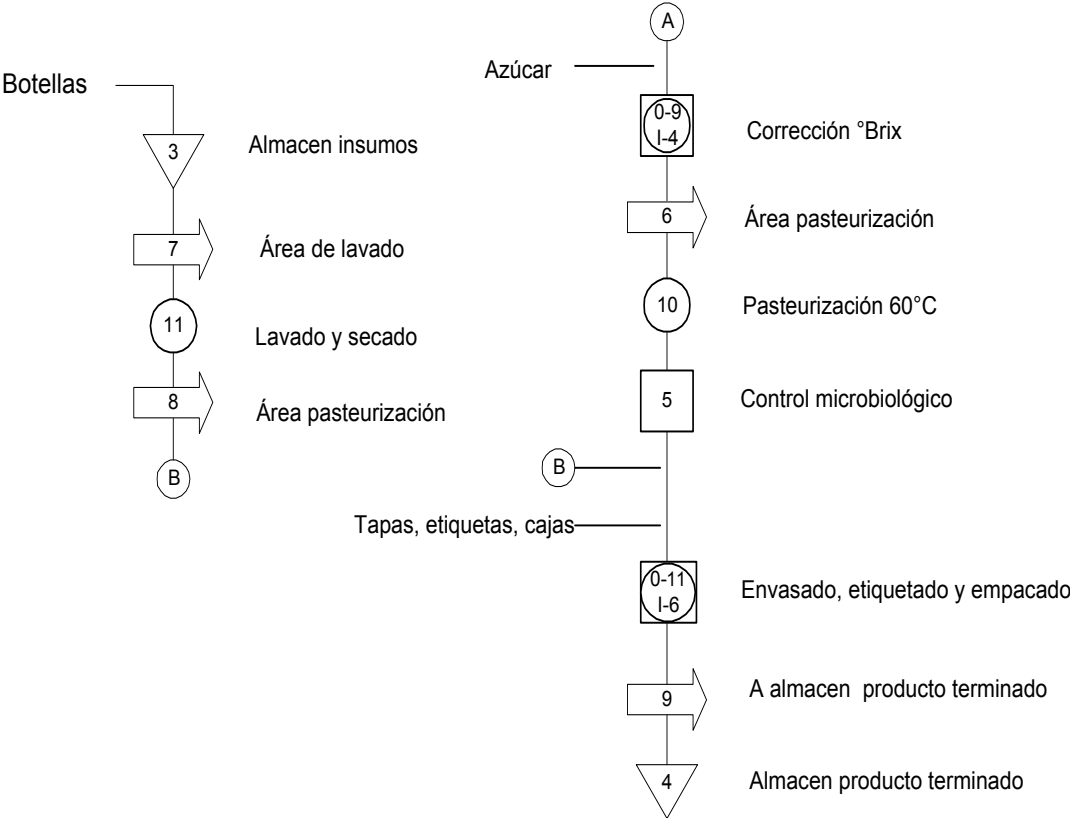 Botellas
3
Almacen insumos
7
Área de lavado
11
Lavado y secado
8
Área pasteurización
B
A
Azúcar
0-9
I-4
Corrección °Brix
6
Área pasteurización
10
Pasteurización 60°C
5
Control microbiológico
B
Tapas, etiquetas, cajas
0-11
I-6
Envasado, etiquetado y empacado
9
A almacen producto terminado
4
Almacen producto terminado